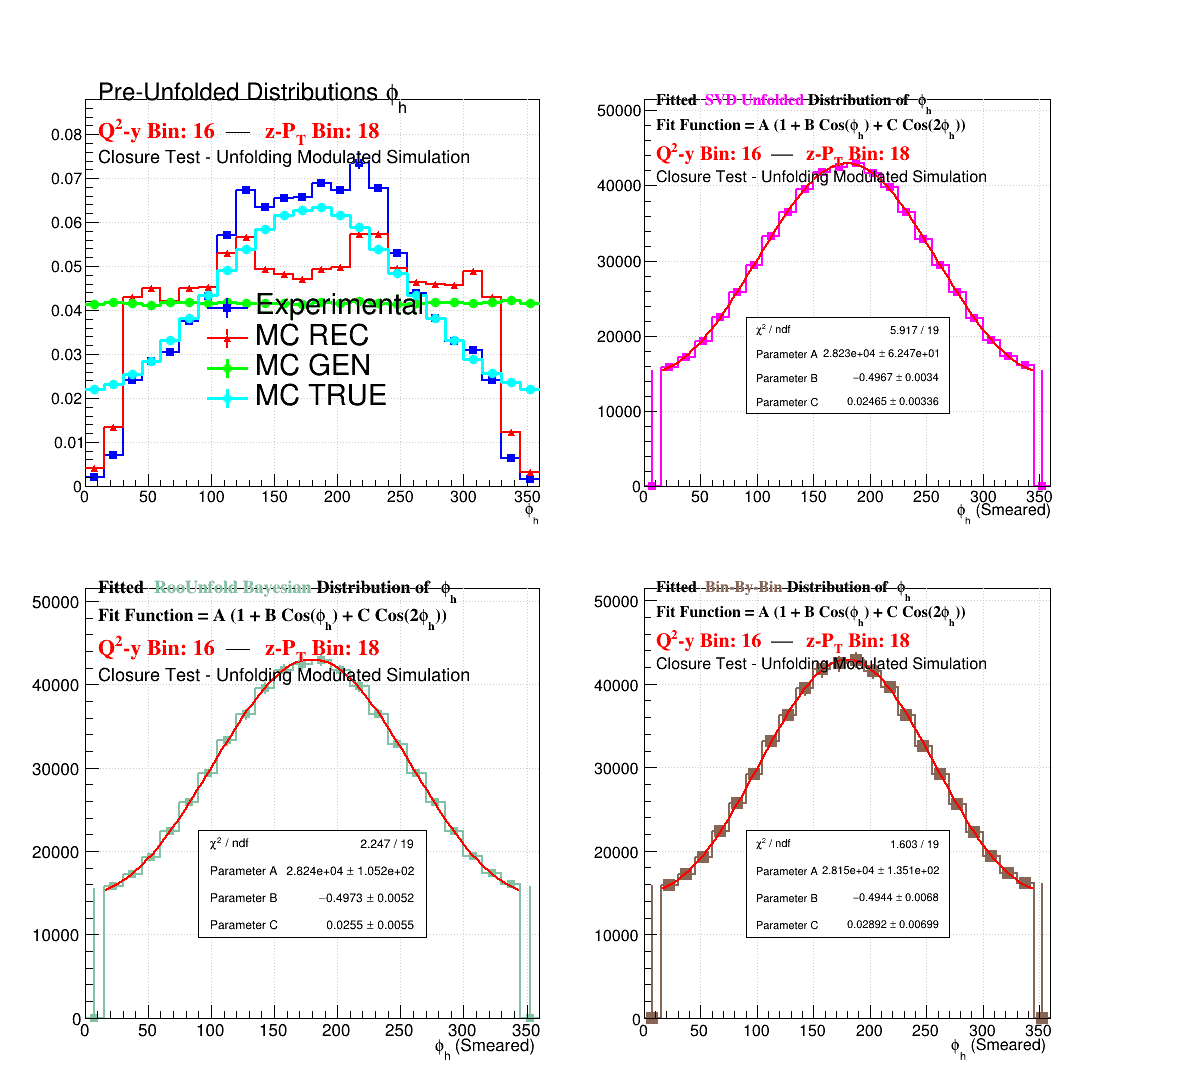 Pre-Unfolded Distributions ϕh
Q2-y Bin: 16 — z-PT Bin: 18
Closure Test - Unfolding Modulated Simulation
0.08
0.07
0.06
0.05
0.04
0.03
0.02
0.01
0
Experimental
MC REC
MC GEN
MC TRUE
0 50 100 150 200 250 300 350
ϕh
Fitted SVD Unfolded Distribution of ϕh
Fit Function = A (1 + B Cos(ϕh) + C Cos(2ϕh))
Q2-y Bin: 16 — z-PT Bin: 18
Closure Test - Unfolding Modulated Simulation
50000
40000
30000
20000
10000
0
χ2 / ndf 5.917 / 19
Parameter A 2.823e+04 ± 6.247e+01
Parameter B −0.4967 ± 0.0034
Parameter C 0.02465 ± 0.00336
0 50 100 150 200 250 300 350
ϕh (Smeared)
Fitted RooUnfold Bayesian Distribution of ϕh
Fit Function = A (1 + B Cos(ϕh) + C Cos(2ϕh))
Q2-y Bin: 16 — z-PT Bin: 18
Closure Test - Unfolding Modulated Simulation
50000
40000
30000
20000
10000
0
χ2 / ndf 2.247 / 19
Parameter A 2.824e+04 ± 1.052e+02
Parameter B −0.4973 ± 0.0052
Parameter C 0.0255 ± 0.0055
0 50 100 150 200 250 300 350
ϕh (Smeared)
Fitted Bin-By-Bin Distribution of ϕh
Fit Function = A (1 + B Cos(ϕh) + C Cos(2ϕh))
Q2-y Bin: 16 — z-PT Bin: 18
Closure Test - Unfolding Modulated Simulation
50000
40000
30000
20000
10000
0
χ2 / ndf 1.603 / 19
Parameter A 2.815e+04 ± 1.351e+02
Parameter B −0.4944 ± 0.0068
Parameter C 0.02892 ± 0.00699
0 50 100 150 200 250 300 350
ϕh (Smeared)